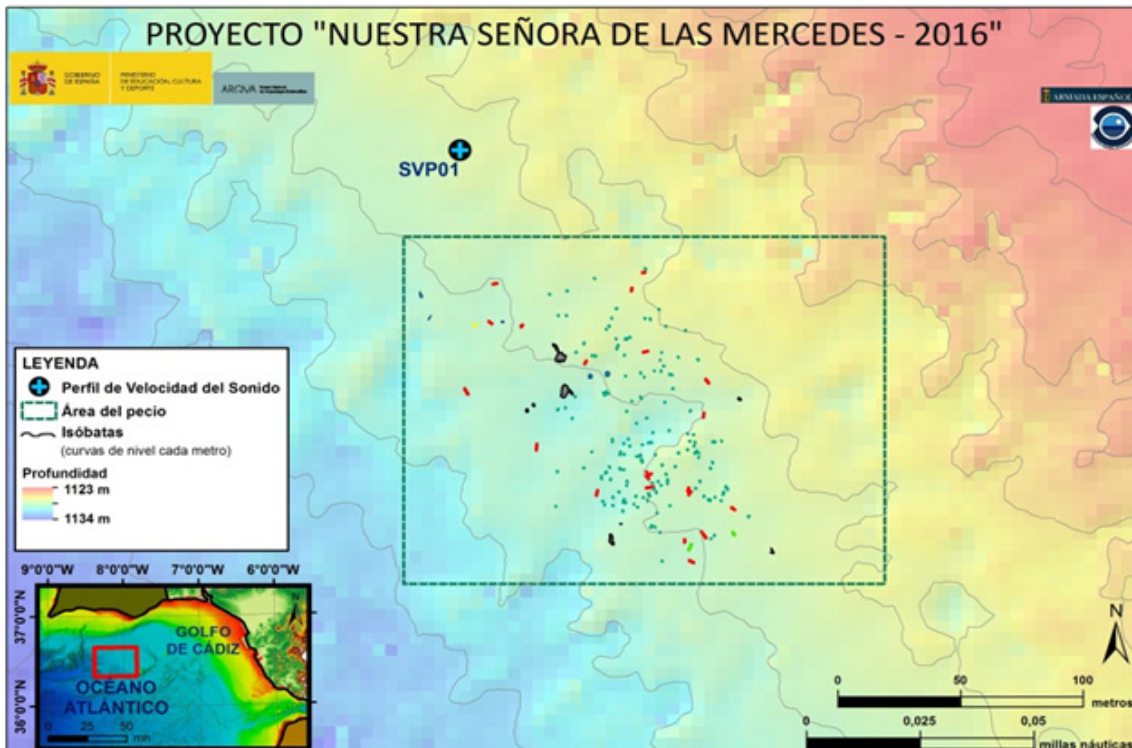 PROYECTO "NUESTRA SEÑORA DE LAS MERCEDES - 2016"
GOBIERNO
DE ESPAÑA
MINISTERIO
DE EDUCACIÓN, CULTURA
Y DEPORTE
ARQVA
ARMADA ESPAÑOL
SVP01
LEYENDA
Perfil de Velocidad del Sonido
Área del pecio
Isóbatas
(curvas de nivel cada metro)
Profundidad
1123 m
1134 m
9°0'0"W 8°0'0"W 7°0'0"W 6°0'0"W
37°0'0"N
36°0'0"N
N
GOLFO
DE CÁDIZ
OCÉANO
ATLÁNTICO
0 25 50
mn
N
0 50 100
metros
0 0,025 0,05
millas náuticas